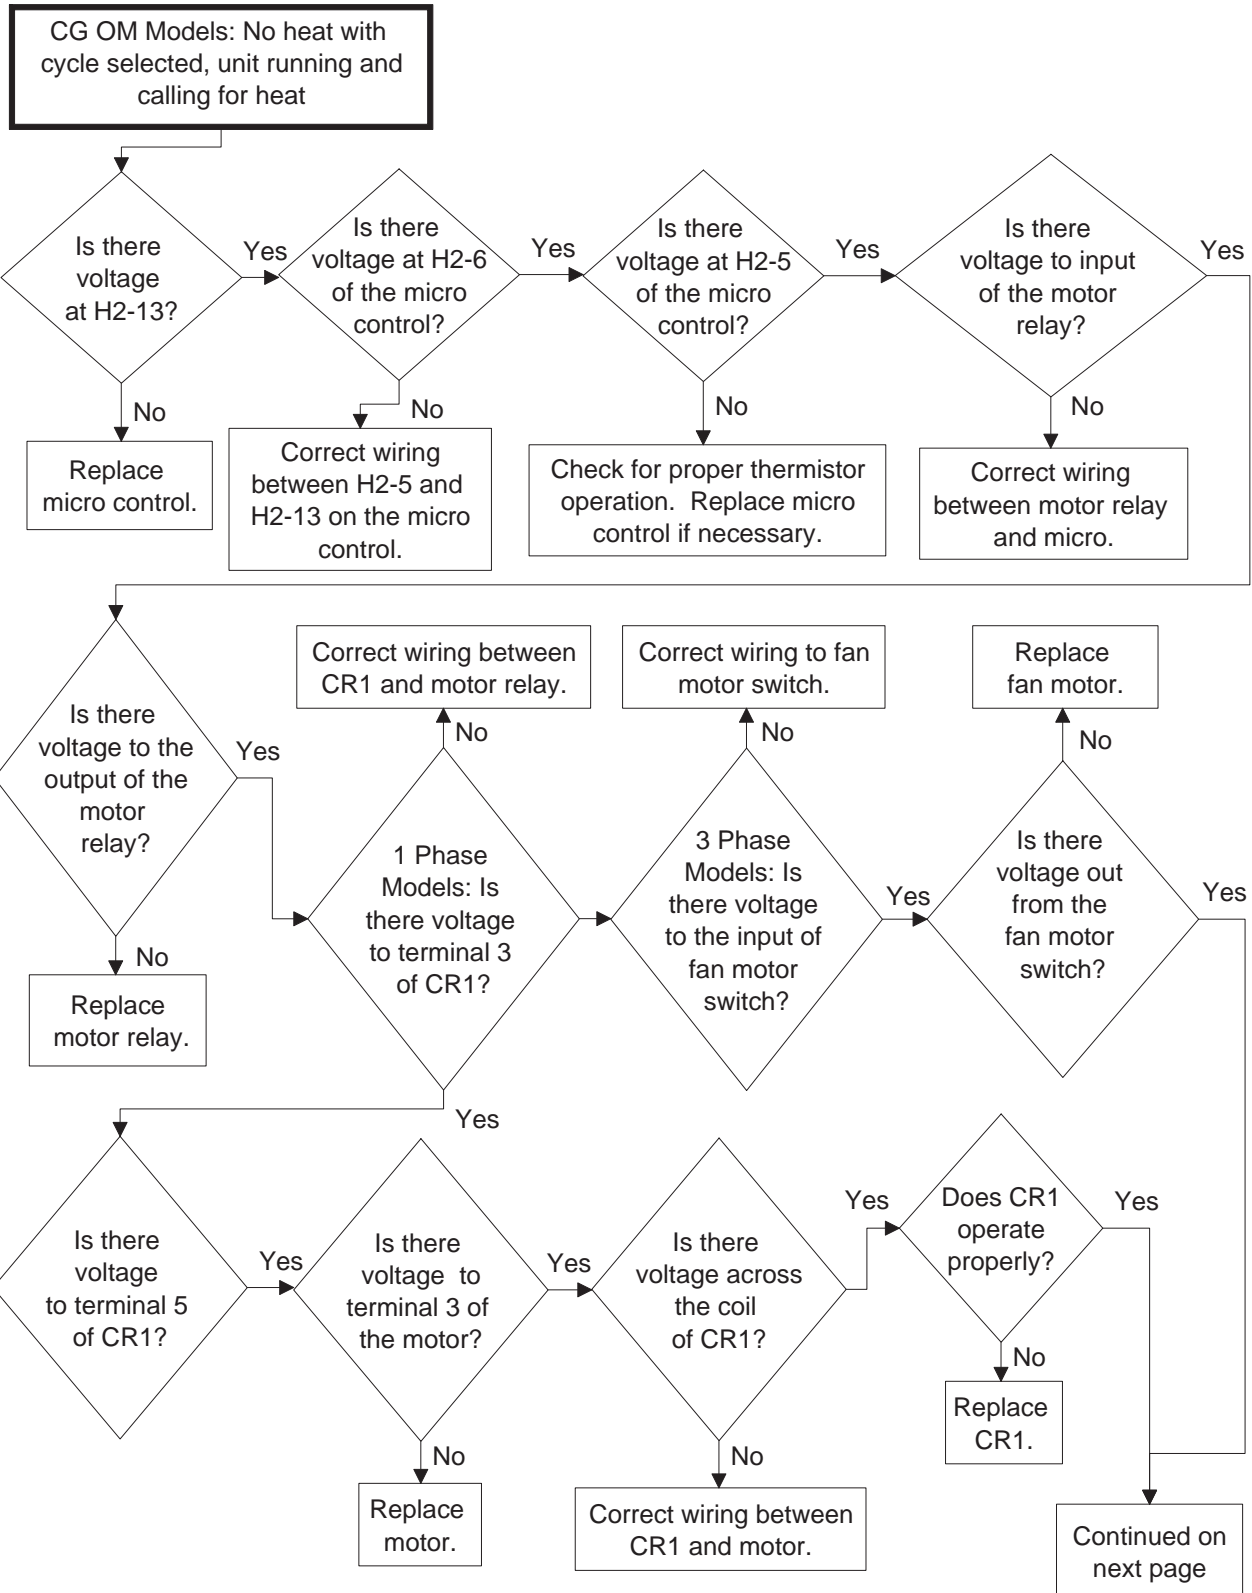 CG OM Models: No heat with
cycle selected, unit running and
calling for heat
Is there
voltage
at H2-13?
Yes
Is there
voltage at H2-6
of the micro
control?
Yes
Is there
voltage at H2-5
of the micro
control?
Yes
Is there
voltage to input
of the motor
relay?
Yes
No
No
No
No
Replace
micro control.
Correct wiring
between H2-5 and
H2-13 on the micro
control.
Check for proper thermistor
operation. Replace micro
control if necessary.
Correct wiring
between motor relay
and micro.
Correct wiring between
CR1 and motor relay.
Correct wiring to fan
motor switch.
Replace
fan motor.
No
No
No
Is there
voltage to the
output of the
motor
relay?
Yes
1 Phase
Models: Is
there voltage
to terminal 3
of CR1?
3 Phase
Models: Is
there voltage
to the input of
fan motor
switch?
Yes
Is there
voltage out
from the
fan motor
switch?
Yes
No
Replace
motor relay.
Yes
Is there
voltage
to terminal 5
of CR1?
Yes
Is there
voltage to
terminal 3 of
the motor?
Yes
Is there
voltage across
the coil
of CR1?
Yes
Does CR1
operate
properly?
Yes
No
Replace
CR1.
No
Replace
motor.
No
Correct wiring between
CR1 and motor.
Continued on
next page